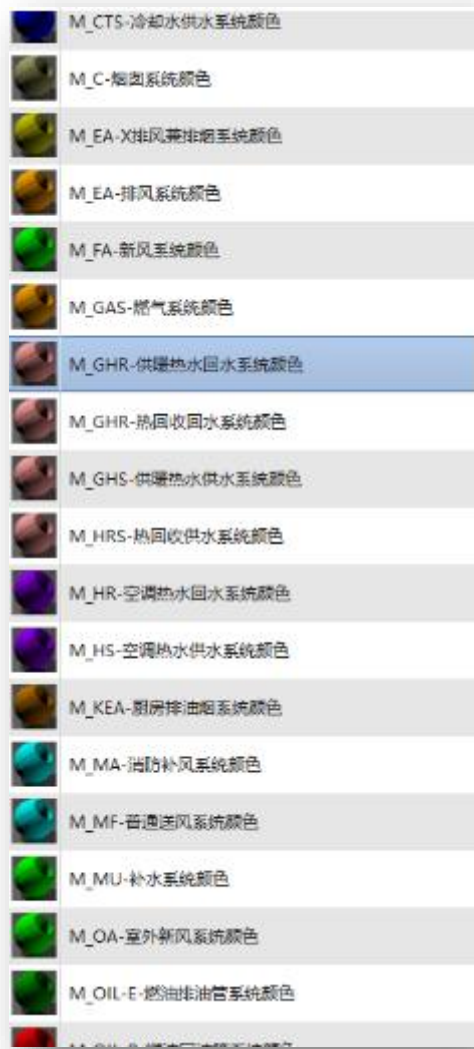 M_CTS-冷却水供水系统颜色
M_C-烟囱系统颜色
M_EA-X排风兼排烟系统颜色
M_EA-排风系统颜色
M_FA-新风系统颜色
M_GAS-燃气系统颜色
M_GHR-供暖热水回水系统颜色
M_GHR-热回收回水系统颜色
M_GHS-供暖热水供水系统颜色
M_HRS-热回收供水系统颜色
M_HR-空调热水回水系统颜色
M_HS-空调热水供水系统颜色
M_KEA-厨房排油烟系统颜色
M_MA-消防补风系统颜色
M_MF-普通送风系统颜色
M_MU-补水系统颜色
M_OA-室外新风系统颜色
M_OIL-E-燃油排油管系统颜色